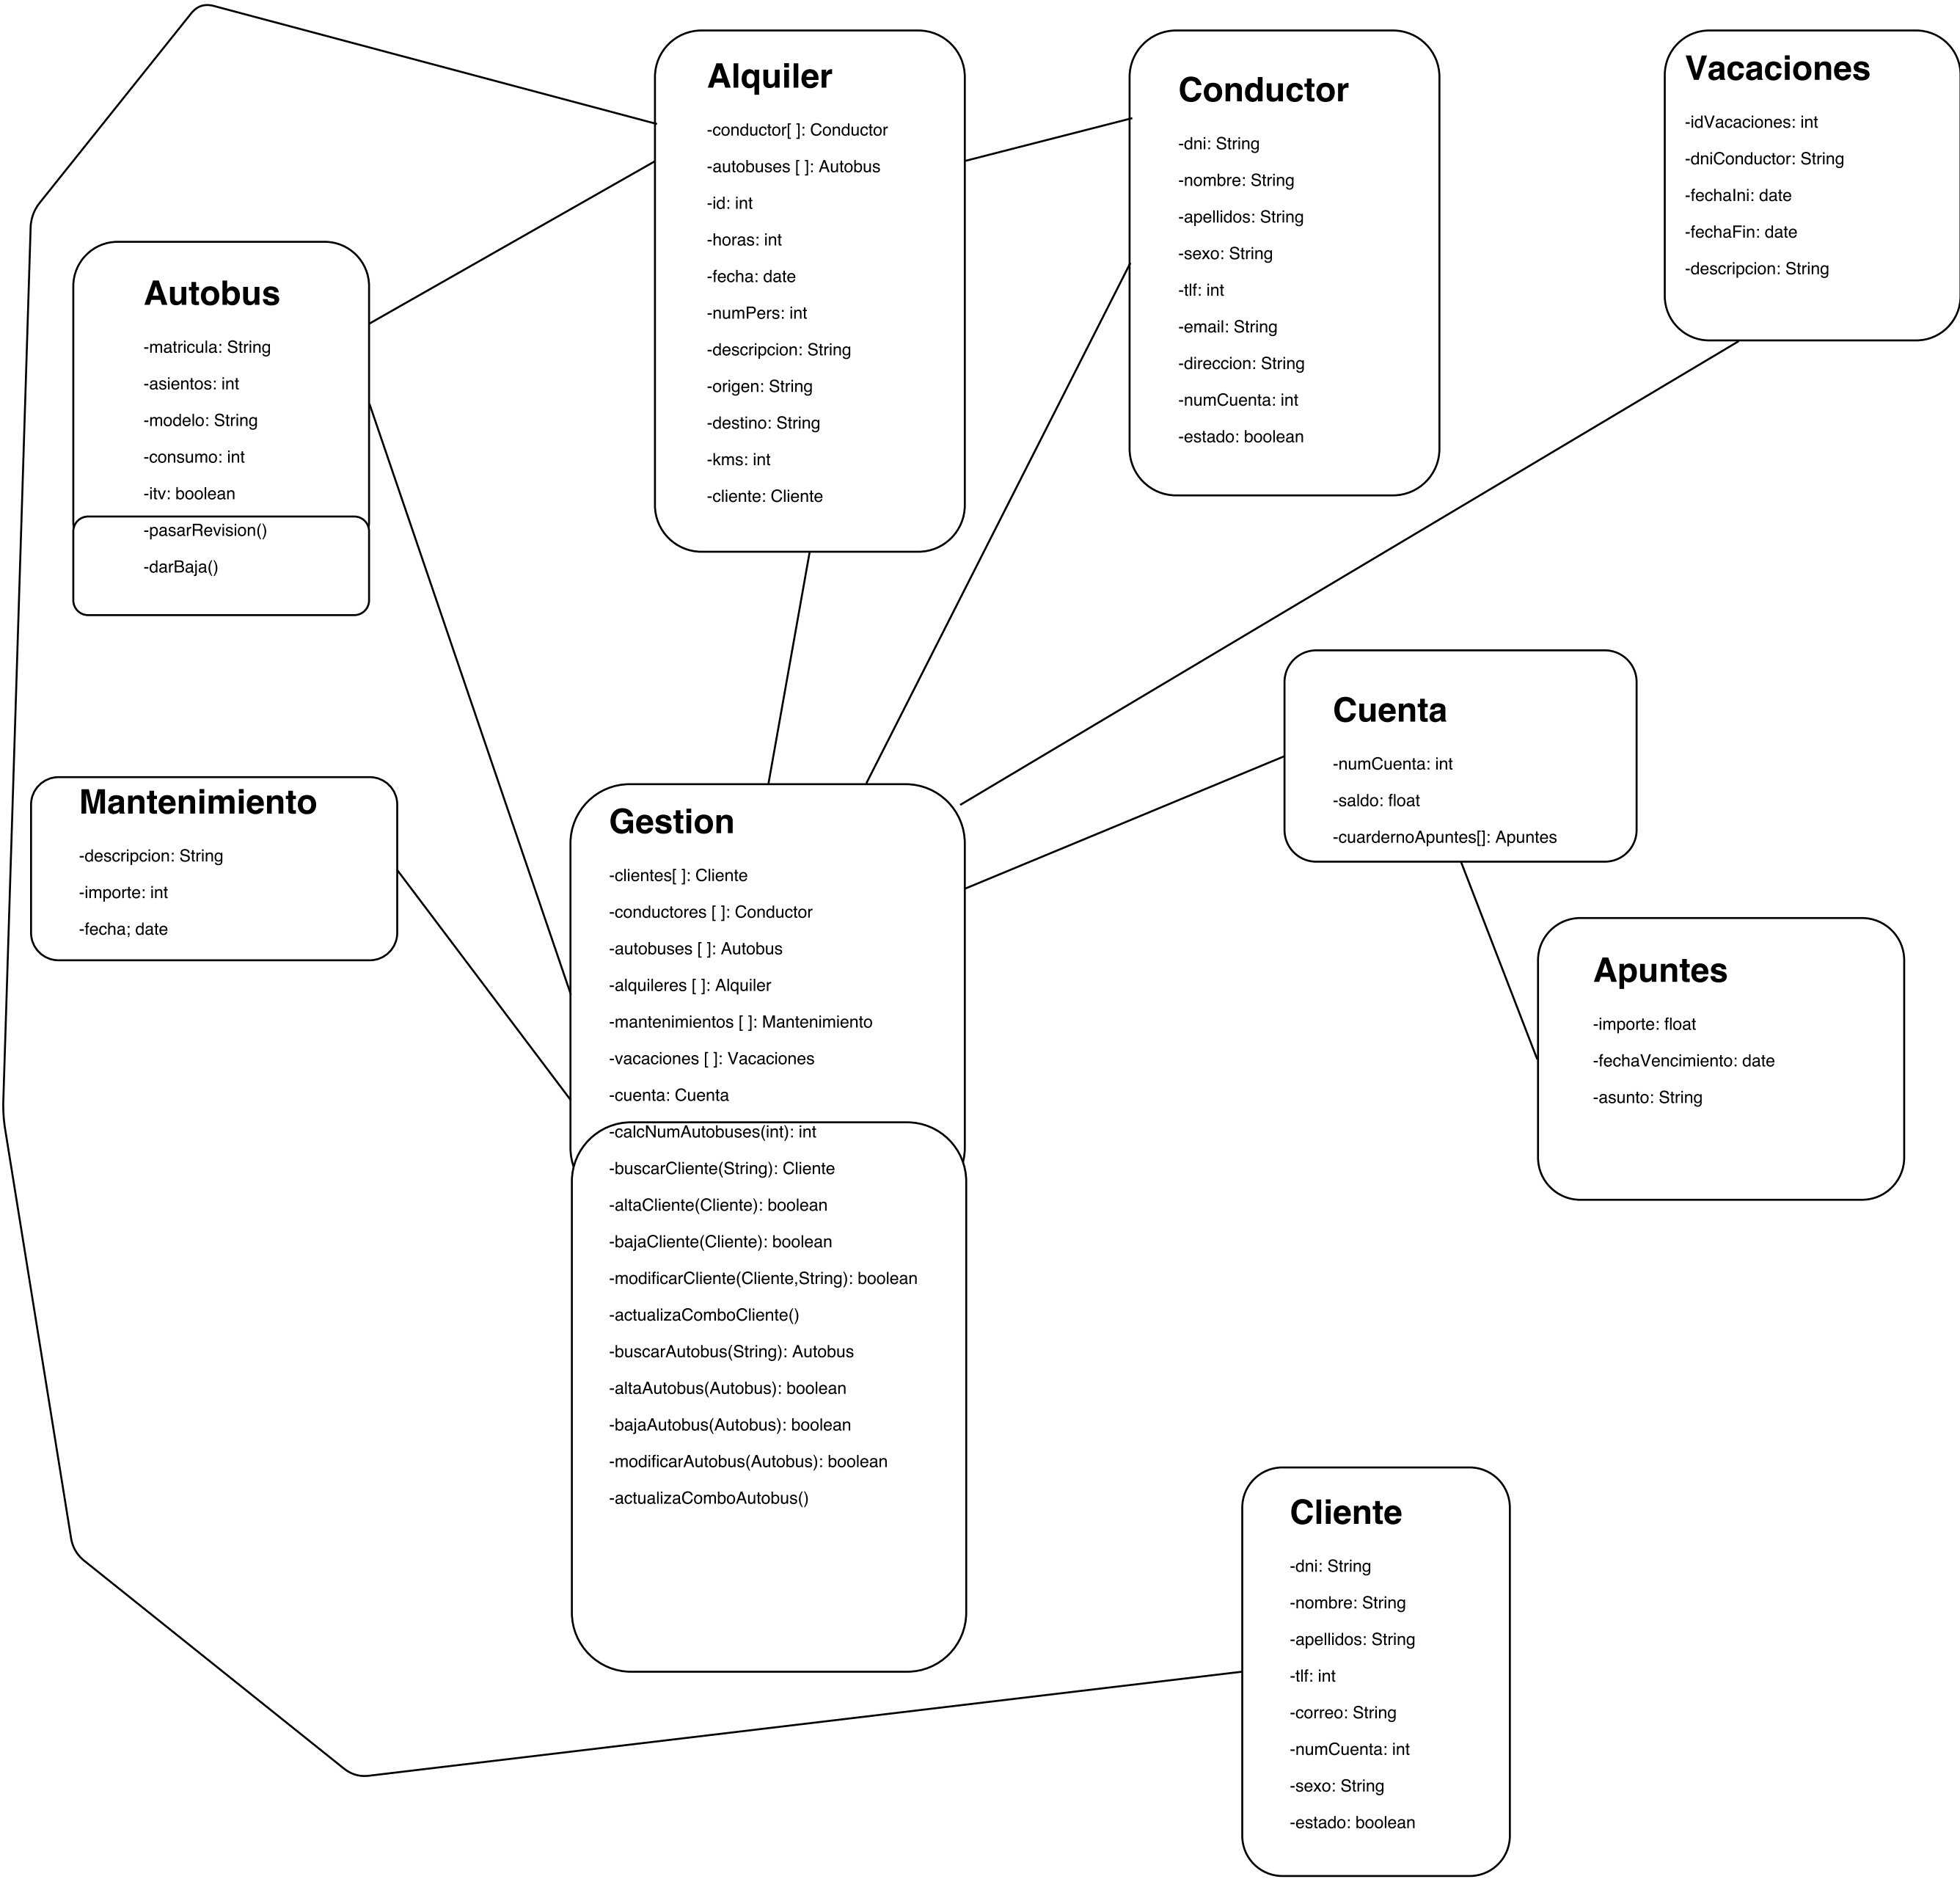 Alquiler
-conductor[ ]: Conductor
-autobuses [ ]: Autobus
-id: int
-horas: int
-fecha: date
-numPers: int
-descripcion: String
-origen: String
-destino: String
-kms: int
-cliente: Cliente
Conductor
-dni: String
-nombre: String
-apellidos: String
-sexo: String
-tlf: int
-email: String
-direccion: String
-numCuenta: int
-estado: boolean
Vacaciones
-idVacaciones: int
-dniConductor: String
-fechaIni: date
-fechaFin: date
-descripcion: String
Autobus
-matricula: String
-asientos: int
-modelo: String
-consumo: int
-itv: boolean
-pasarRevision()
-darBaja()
Mantenimiento
-descripcion: String
-importe: int
-fecha; date
Gestion
-clientes[ ]: Cliente
-conductores [ ]: Conductor
-autobuses [ ]: Autobus
-alquileres [ ]: Alquiler
-mantenimientos [ ]: Mantenimiento
-vacaciones [ ]: Vacaciones
-cuenta: Cuenta
-calcNumAutobuses(int): int
-buscarCliente(String): Cliente
-altaCliente(Cliente): boolean
-bajaCliente(Cliente): boolean
-modificarCliente(Cliente,String): boolean
-actualizaComboCliente()
-buscarAutobus(String): Autobus
-altaAutobus(Autobus): boolean
-bajaAutobus(Autobus): boolean
-modificarAutobus(Autobus): boolean
-actualizaComboAutobus()
Cuenta
-numCuenta: int
-saldo: float
-cuardernoApuntes[]: Apuntes
Apuntes
-importe: float
-fechaVencimiento: date
-asunto: String
Cliente
-dni: String
-nombre: String
-apellidos: String
-tlf: int
-correo: String
-numCuenta: int
-sexo: String
-estado: boolean